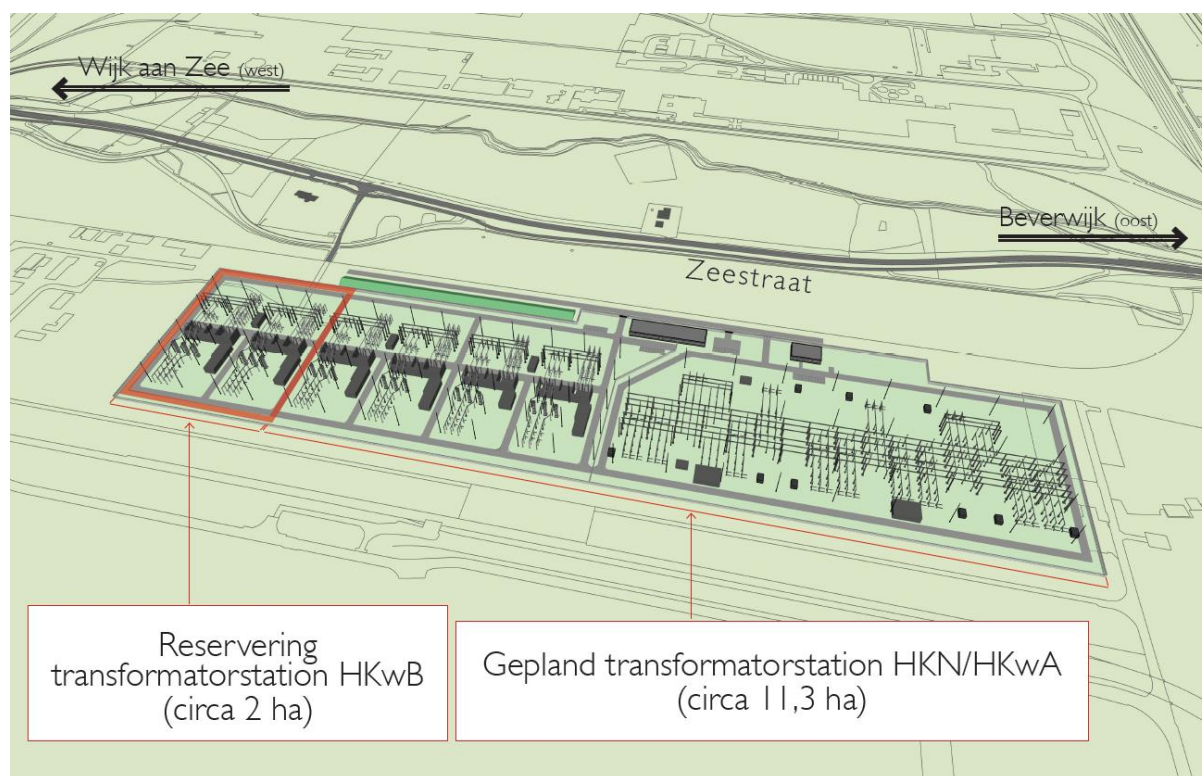 Wijk aan Zee (west)
Beverwijk (oost)
Zeestraat
Reservering
transformatorstation HKwB
(circa 2 ha)
Gepland transformatorstation HKN/HKwA
(circa 11,3 ha)